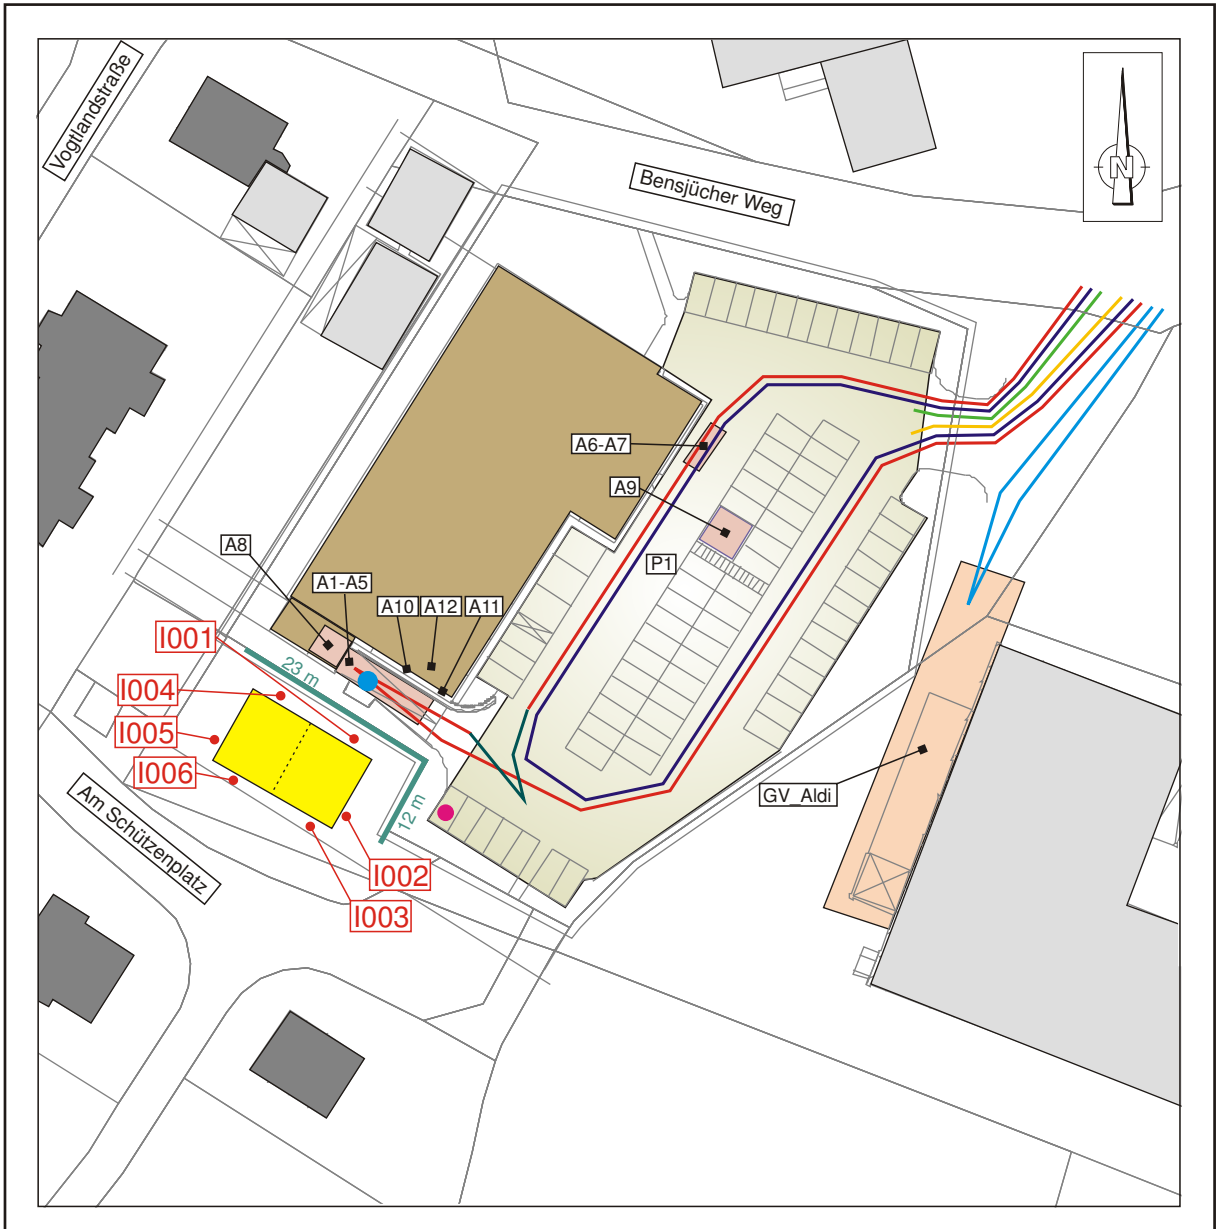 Vogtlandstraße
Bensjücher Weg
N
A6-A7
A9
A8
P1
A1-A5
A10
A12
A11
I001
23 m
I004
I005
I006
GV_Aldi
12 m
Am Schützenplatz
I002
I003